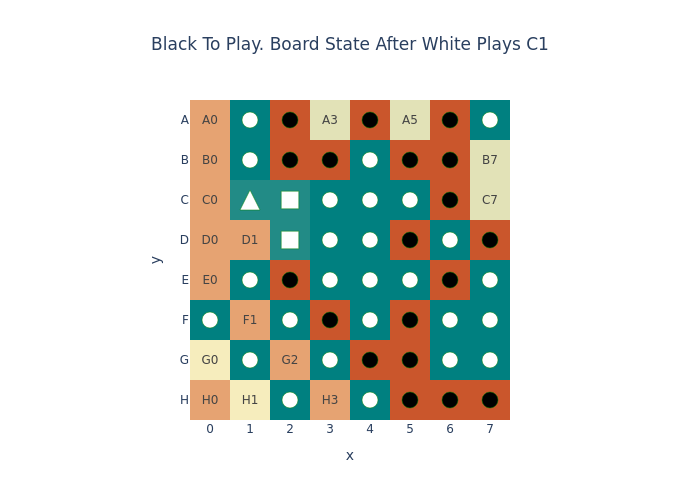 Black To Play. Board State After White Plays C1
A A0 A3 A5
B B0 B7
C C0 C7
D D0 D1
y
E E0
F F1
G G0 G2
H H0 H1 H3
0 1 2 3 4 5 6 7
x